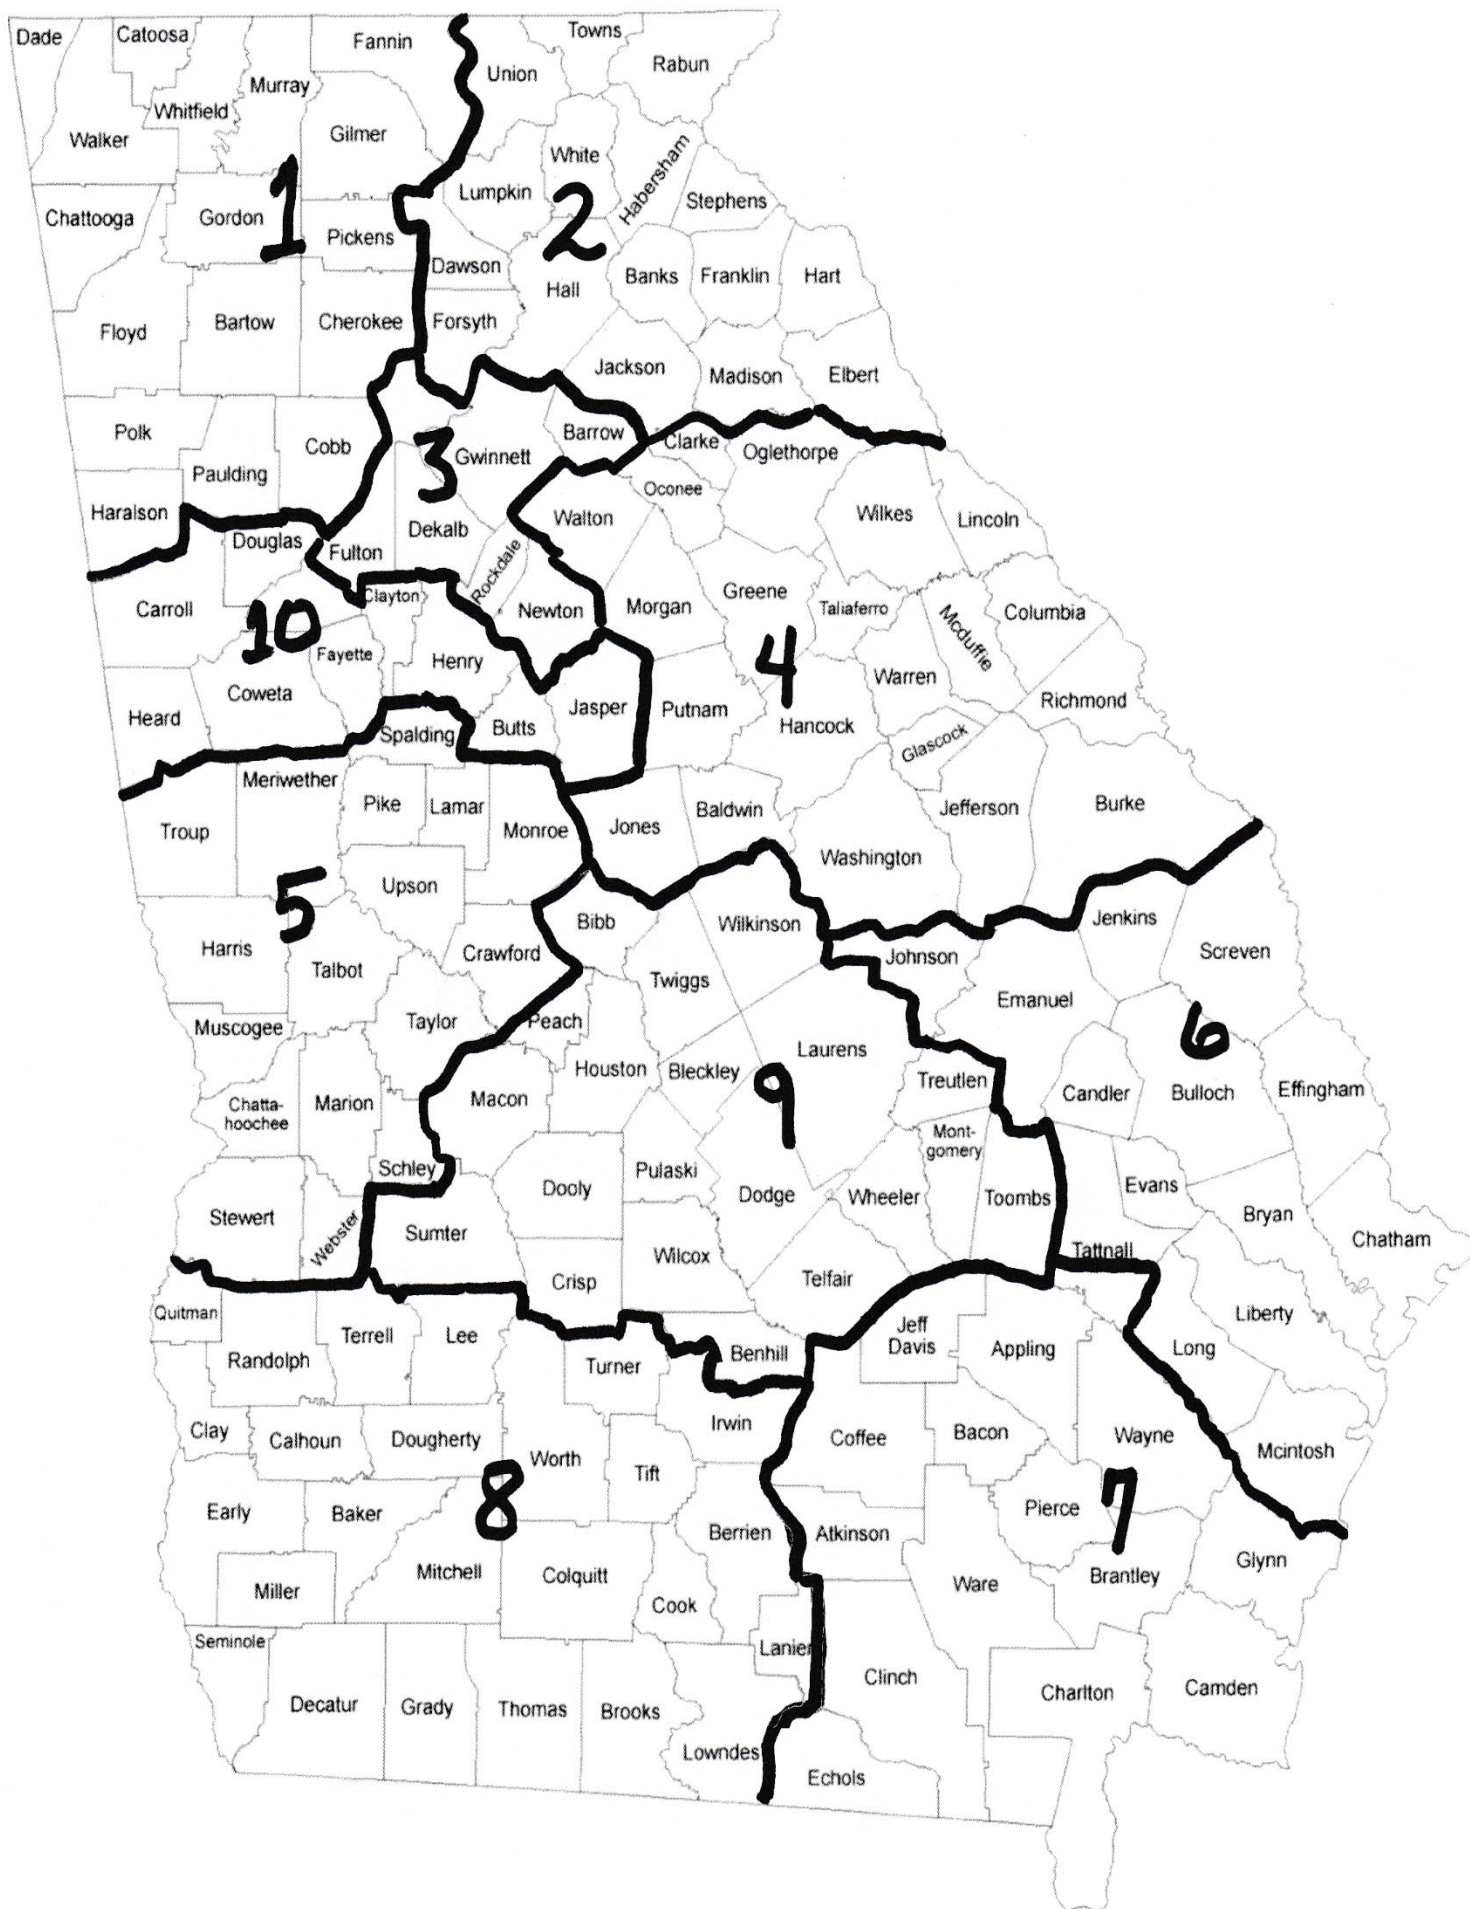 Dade
Catoosa
Fannin
Towns
Union
Rabun
Murray
Whitfield
Walker
Gilmer
White
Habersham
Lumpkin
Stephens
Chattooga
Gordon
1
Pickens
2
Dawson
Hall
Banks
Franklin
Hart
Floyd
Bartow
Cherokee
Forsyth
Jackson
Madison
Elbert
Polk
Cobb
3
Gwinnett
Barrow
Clarke
Oglethorpe
Paulding
Oconee
Haralson
Douglas
Fulton
Dekalb
Walton
Wilkes
Lincoln
Rockdale
Carroll
10
Clayton
Newton
Morgan
Greene
Taliaferro
Mcduffie
Columbia
Fayette
Henry
4
Warren
Richmond
Heard
Coweta
Spalding
Butts
Jasper
Putnam
Hancock
Glascock
Meriwether
Troup
Pike
Lamar
Monroe
Jones
Baldwin
Jefferson
Burke
Washington
5
Upson
Harris
Talbot
Crawford
Bibb
Wilkinson
Johnson
Jenkins
Screven
Twiggs
Emanuel
Muscogee
Taylor
Peach
Laurens
6
Houston
Bleckley
9
Treutlen
Candler
Bulloch
Effingham
Chatta-
hoochee
Marion
Macon
Mont-
gomery
Schley
Dooly
Pulaski
Dodge
Wheeler
Toombs
Evans
Stewert
Webster
Sumter
Bryan
Chatham
Crisp
Wilcox
Telfair
Tattnall
Quitman
Terrell
Lee
Liberty
Randolph
Turner
Benhill
Jeff
Davis
Appling
Long
Clay
Calhoun
Dougherty
Worth
Irwin
Coffee
Bacon
Wayne
Mcintosh
Tift
8
Early
Baker
Berrien
Atkinson
Pierce
7
Glynn
Miller
Mitchell
Colquitt
Cook
Ware
Brantley
Seminole
Lanier
Clinch
Charlton
Camden
Decatur
Grady
Thomas
Brooks
Lowndes
Echols